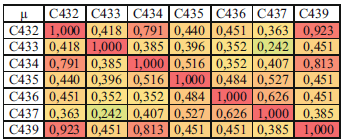 μ C432 C433 C434 C435 C436 C437 C439
C432 1,000 0,418 0,791 0,440 0,451 0,363 0,923
C433 0,418 1,000 0,385 0,396 0,352 0,242 0,451
C434 0,791 0,385 1,000 0,516 0,352 0,407 0,813
C435 0,440 0,396 0,516 1,000 0,484 0,527 0,451
C436 0,451 0,352 0,352 0,484 1,000 0,626 0,451
C437 0,363 0,242 0,407 0,527 0,626 1,000 0,385
C439 0,923 0,451 0,813 0,451 0,451 0,385 1,000